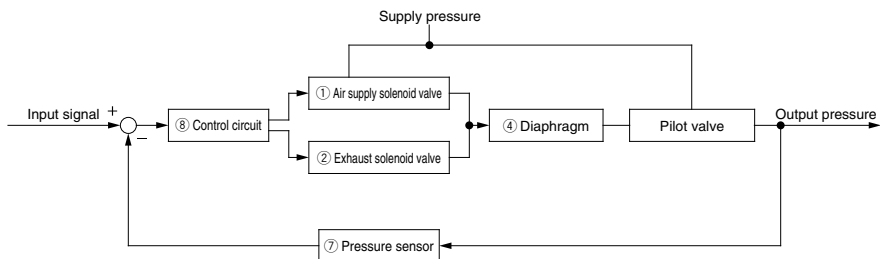 Supply pressure
Input signal
+
−
⑧ Control circuit
① Air supply solenoid valve
② Exhaust solenoid valve
④ Diaphragm
Pilot valve
Output pressure
⑦ Pressure sensor